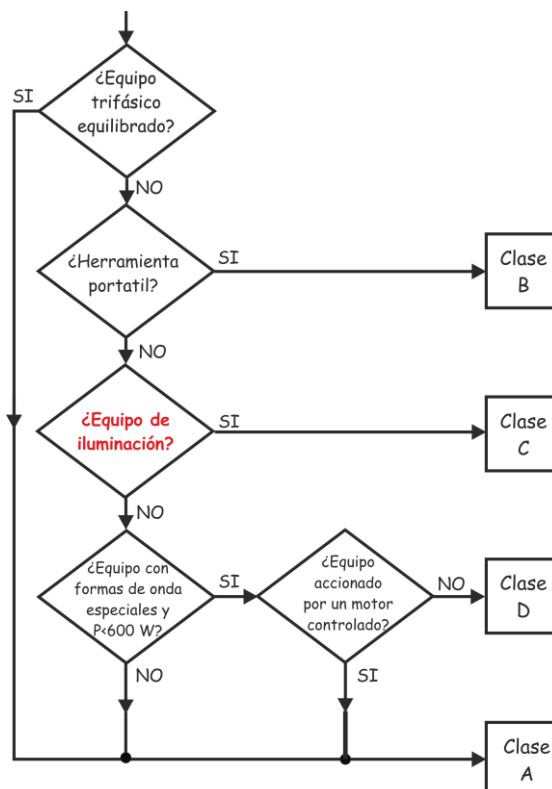 ¿Equipo
trifásico
equilibrado?
SI
NO
¿Herramienta
portatil?
SI
Clase
B
NO
¿Equipo de
iluminación?
SI
Clase
C
NO
¿Equipo con
formas de onda
especiales y
P<600 W?
SI
¿Equipo
accionado
por un motor
controlado?
NO
Clase
D
NO
SI
Clase
A